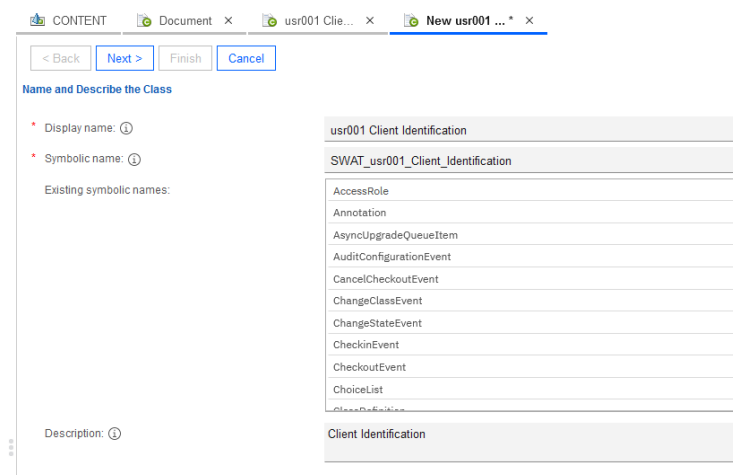 CONTENT Document × usr001 Clie... × New usr001 ... * ×
< Back Next > Finish Cancel
Name and Describe the Class
* Display name: usr001 Client Identification
* Symbolic name: SWAT_usr001_Client_Identification
Existing symbolic names:
AccessRole
Annotation
AsyncUpgradeQueueItem
AuditConfigurationEvent
CancelCheckoutEvent
ChangeClassEvent
ChangeStateEvent
CheckinEvent
CheckoutEvent
ChoiceList
Description: Client Identification